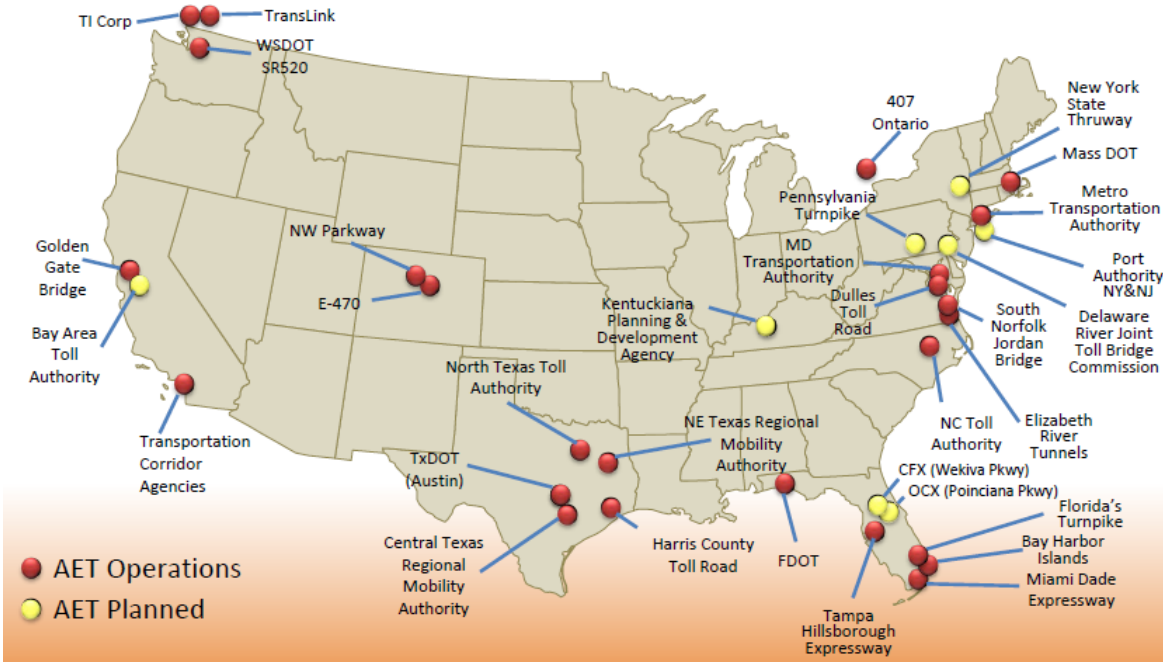 TI Corp
TransLink
WSDOT
SR520
407
Ontario
New York
State
Thruway
Mass DOT
Pennsylvania
Turnpike
Metro
Transportation
Authority
NW Parkway
Golden
Gate
Bridge
MD
Transportation
Authority
Port
Authority
NY&NJ
E-470
Kentuckiana
Planning &
Development
Agency
Dulles
Toll
Road
South
Norfolk
Jordan
Bridge
Delaware
River Joint
Toll Bridge
Commission
Bay Area
Toll
Authority
North Texas Toll
Authority
Transportation
Corridor
Agencies
NE Texas Regional
Mobility
Authority
NC Toll
Authority
Elizabeth
River
Tunnels
TxDOT
(Austin)
CFX (Wekiva Pkwy)
OCX (Poinciana Pkwy)
Florida's
Turnpike
Central Texas
Regional
Mobility
Authority
Harris County
Toll Road
FDOT
Bay Harbor
Islands
Miami Dade
Expressway
Tampa
Hillsborough
Expressway
AET Operations
AET Planned